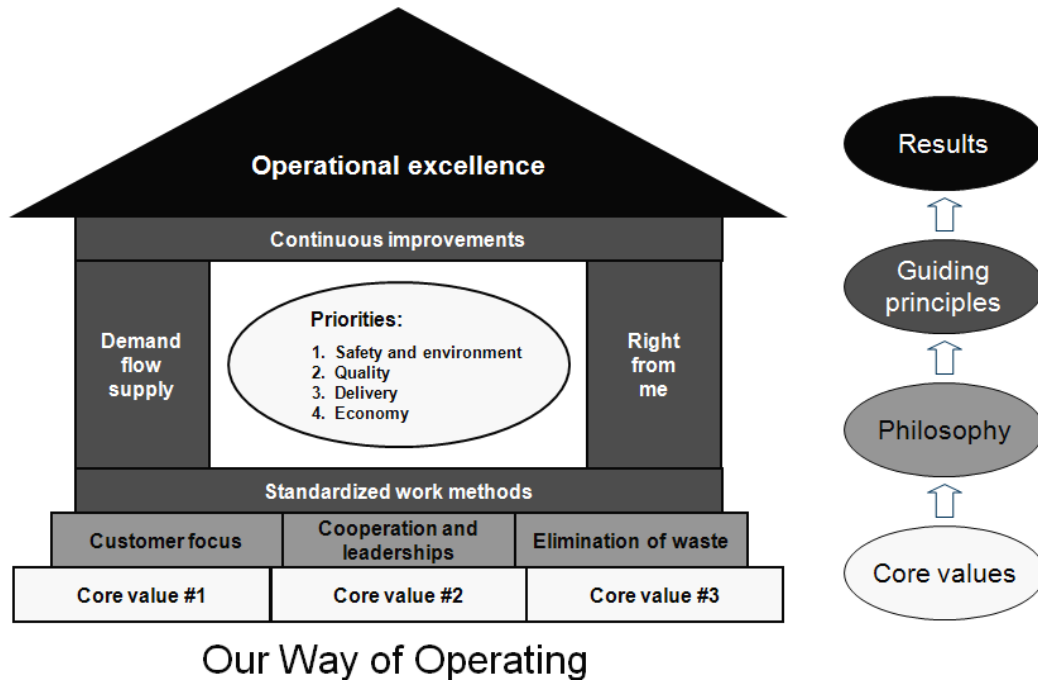 Operational excellence
Continuous improvements
Demand
flow
supply
Priorities:
1. Safety and environment
2. Quality
3. Delivery
4. Economy
Right
from
me
Standardized work methods
Customer focus
Cooperation and
leaderships
Elimination of waste
Core value #1
Core value #2
Core value #3
Our Way of Operating
Results
Guiding
principles
Philosophy
Core values